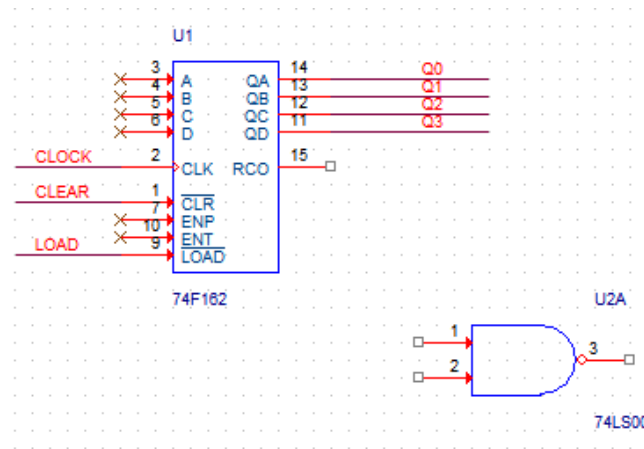 U1
3 A QA 14 Q0
4 B QB 13 Q1
5 C QC 12 Q2
6 D QD 11 Q3
CLOCK 2 CLK RCO 15
CLEAR 1 CLR
7 ENP
10 ENT
LOAD 9 LOAD
74F162
U2A
1
2
3
74LS00